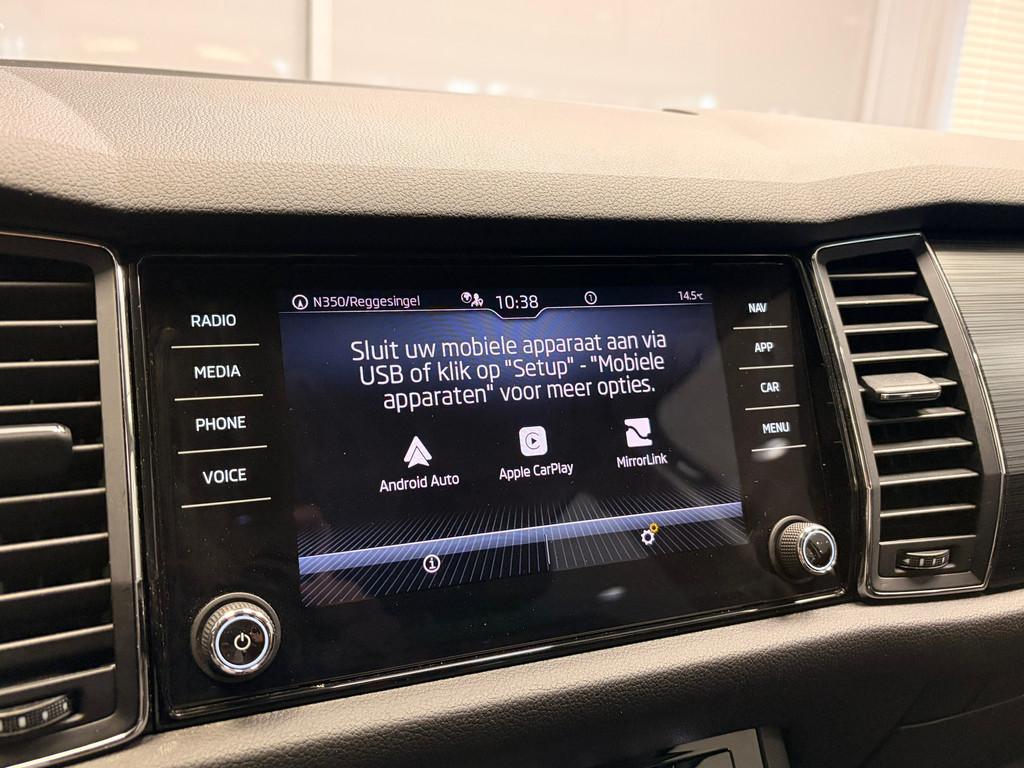 N350/Reggesingel 10:38 14.5°C
RADIO
MEDIA
PHONE
VOICE
Sluit uw mobiele apparaat aan via
USB of klik op "Setup" - "Mobiele
apparaten" voor meer opties.
Android Auto Apple CarPlay MirrorLink
NAV
APP
CAR
MENU